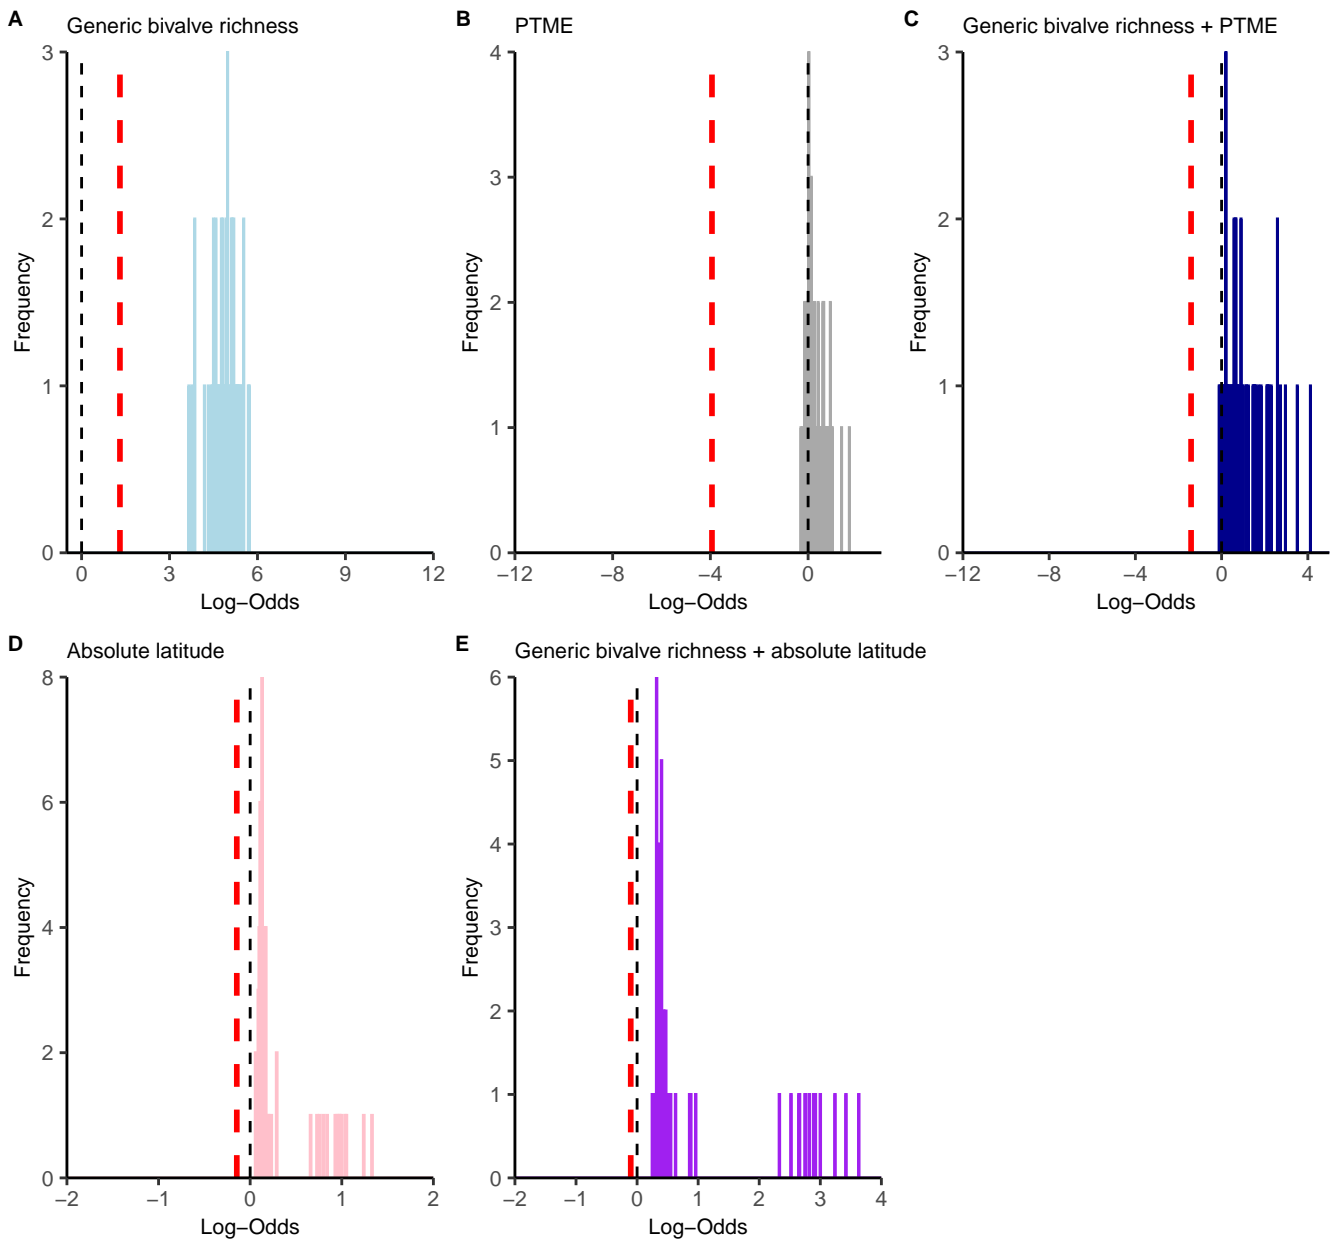 A Generic bivalve richness
3
2
1
0
Frequency
0 3 6 9 12
Log−Odds
B PTME
4
3
2
1
0
Frequency
−12 −8 −4 0
Log−Odds
C Generic bivalve richness + PTME
3
2
1
0
Frequency
−12 −8 −4 0 4
Log−Odds
D Absolute latitude
8
6
4
2
0
Frequency
−2 −1 0 1 2
Log−Odds
E Generic bivalve richness + absolute latitude
6
5
4
3
2
1
0
Frequency
−2 −1 0 1 2 3 4
Log−Odds